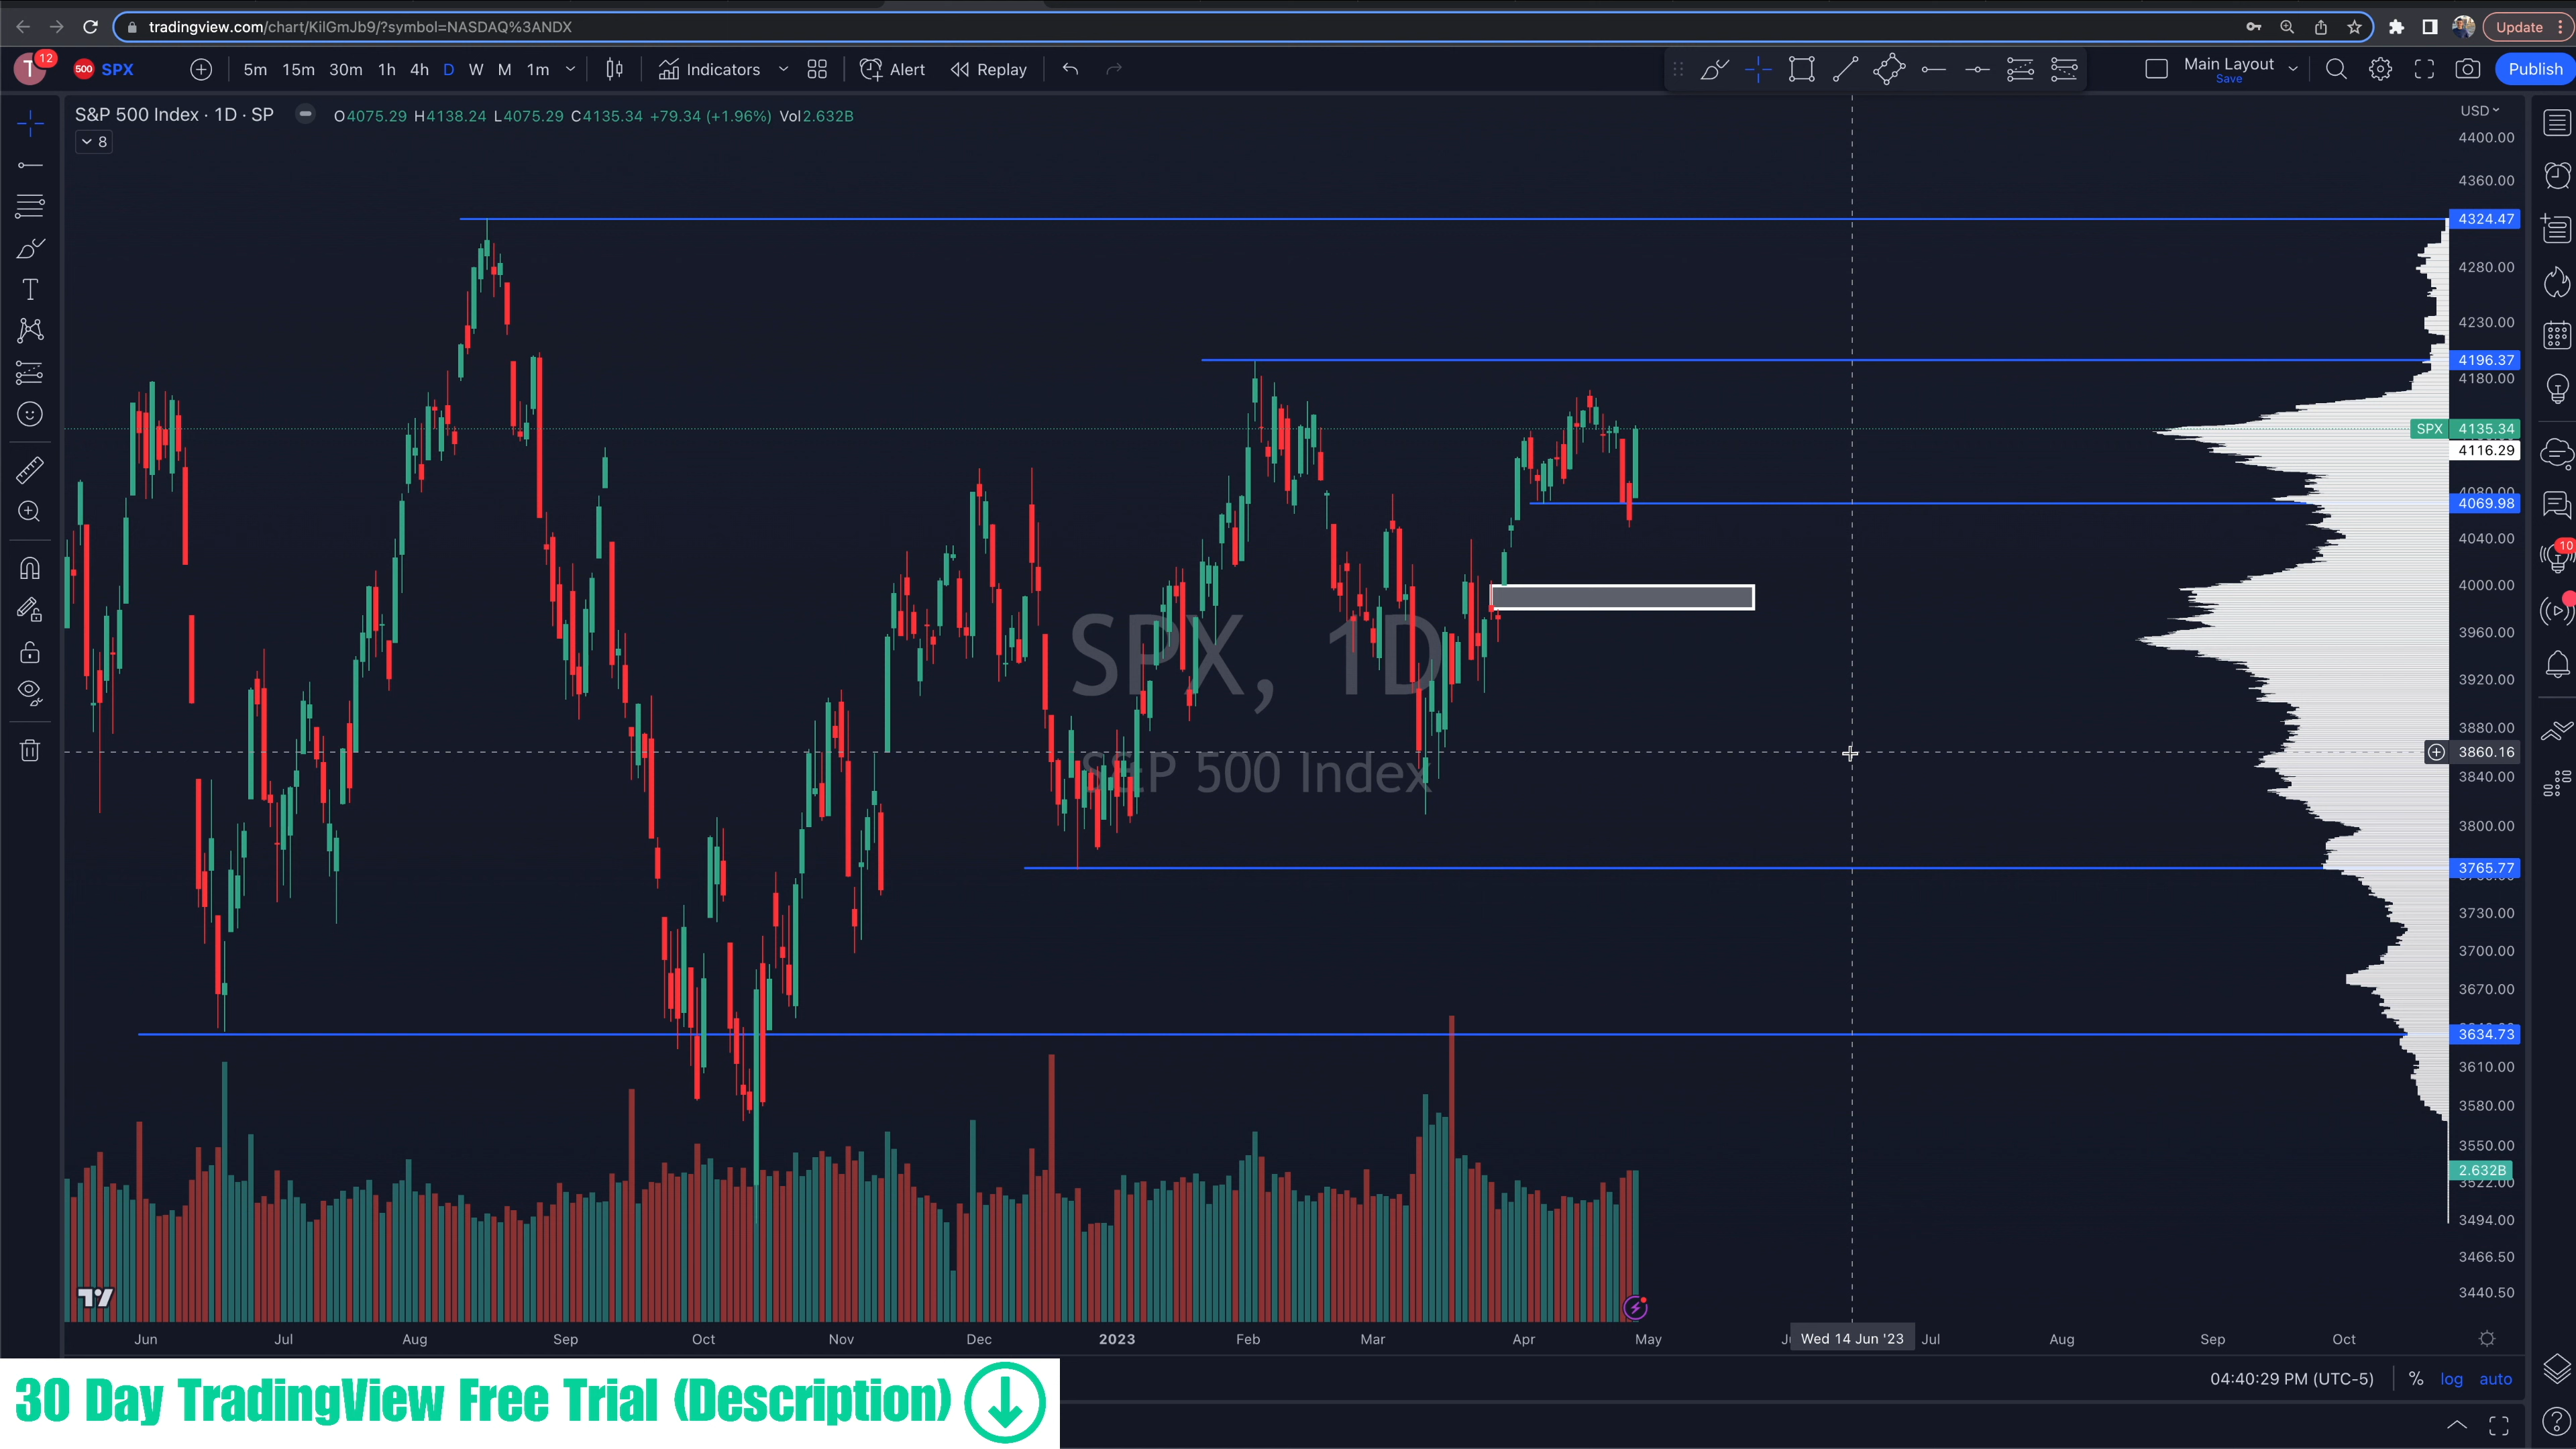 tradingview.com/chart/KilGmJb9/?symbol=NASDAQ%3ANDX
Update
T 12
500 SPX 5m 15m 30m 1h 4h D W M 1m Indicators Alert Replay Main Layout Save Publish
S&P 500 Index · 1D · SP O4075.29 H4138.24 L4075.29 C4135.34 +79.34 (+1.96%) Vol2.632B
8
USD
4400.00
4360.00
4324.47
4280.00
4230.00
4196.37
4180.00
SPX 4135.34
4116.29
4080.00
4069.98
4040.00
10
4000.00
3960.00
SPX, 1D
3920.00
3880.00
3860.16
S&P 500 Index
3840.00
3800.00
3765.77
3730.00
3700.00
3670.00
3634.73
3610.00
3580.00
3550.00
2.632B
3522.00
3494.00
3466.50
3440.50
Jun Jul Aug Sep Oct Nov Dec 2023 Feb Mar Apr May Wed 14 Jun '23 Jul Aug Sep Oct
04:40:29 PM (UTC-5) % log auto
30 Day TradingView Free Trial (Description)